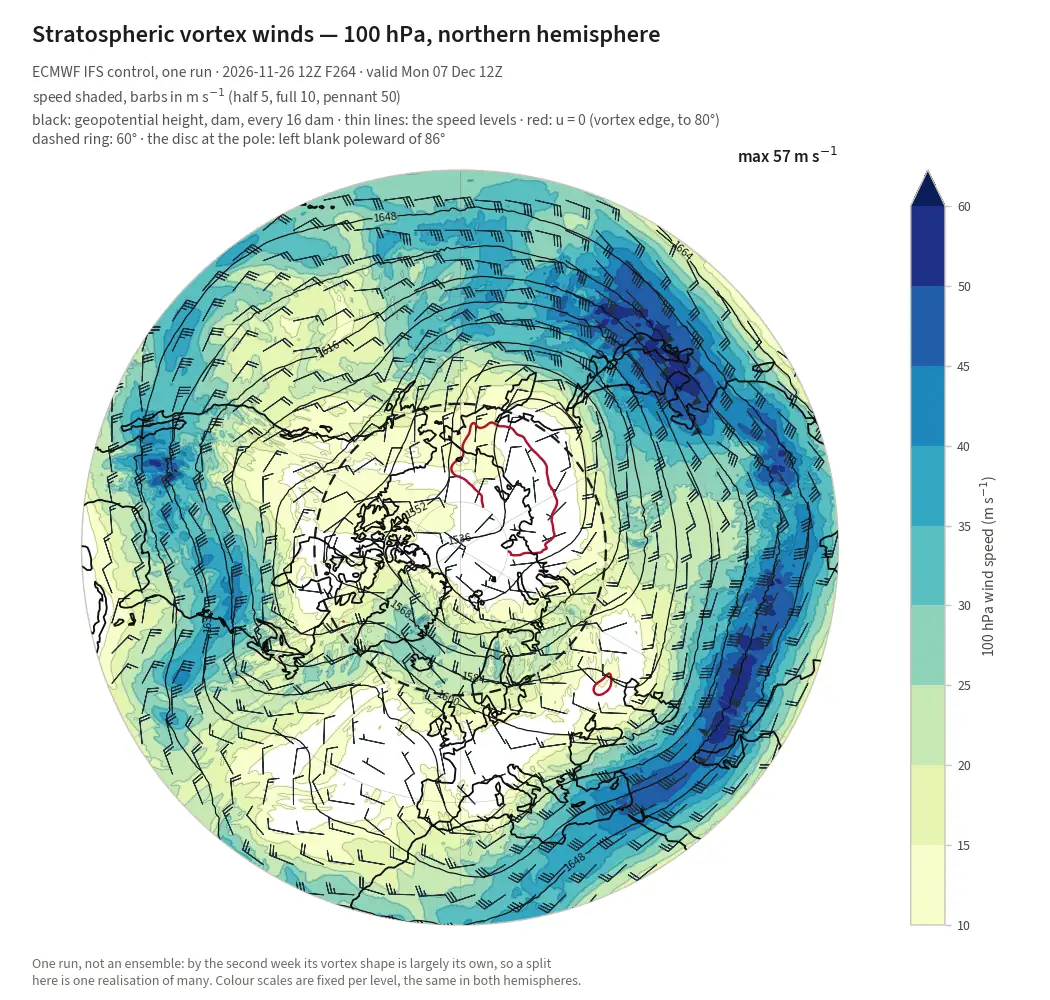 Stratospheric vortex winds — 100 hPa, northern hemisphere
ECMWF IFS control, one run · 2026-11-26 12Z F264 · valid Mon 07 Dec 12Z
speed shaded, barbs in m s⁻¹ (half 5, full 10, pennant 50)
black: geopotential height, dam, every 16 dam · thin lines: the speed levels · red: u = 0 (vortex edge, to 80°)
dashed ring: 60° · the disc at the pole: left blank poleward of 86°
max 57 m s⁻¹
1648
1664
1616
1552
1536
1568
1584
1600
1648
60
50
45
40
35
30
25
20
15
10
100 hPa wind speed (m s⁻¹)
One run, not an ensemble: by the second week its vortex shape is largely its own, so a split
here is one realisation of many. Colour scales are fixed per level, the same in both hemispheres.